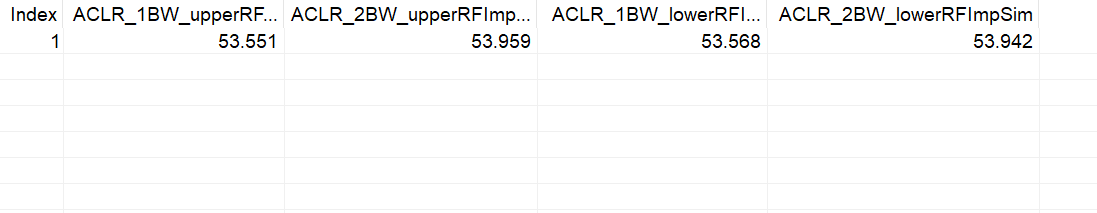 Index ACLR_1BW_upperRF... ACLR_2BW_upperRFImp... ACLR_1BW_lowerRFI... ACLR_2BW_lowerRFImpSim
1 53.551 53.959 53.568 53.942